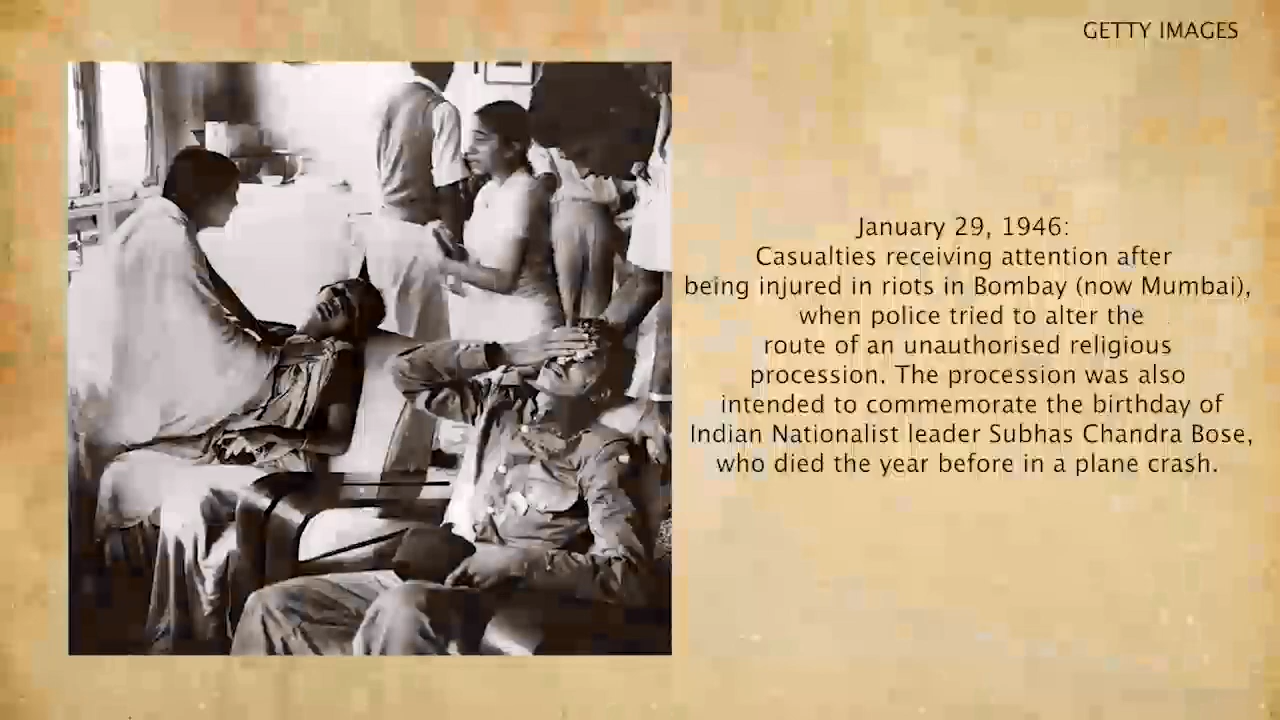 GETTY IMAGES
January 29, 1946:
Casualties receiving attention after
being injured in riots in Bombay (now Mumbai),
when police tried to alter the
route of an unauthorised religious
procession. The procession was also
intended to commemorate the birthday of
Indian Nationalist leader Subhas Chandra Bose,
who died the year before in a plane crash.